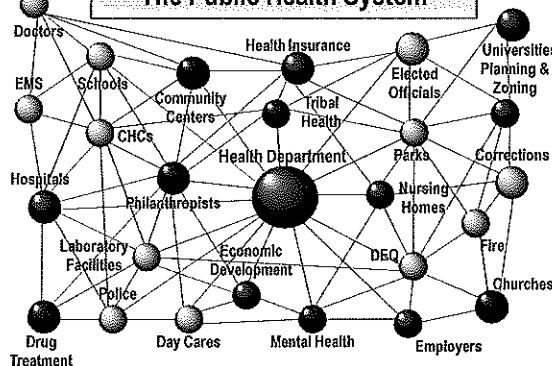 The Public Health System
Doctors
Health Insurance
Universities
Planning &
Zoning
Schools
Elected
Officials
EMS
Community
Centers
Tribal
Health
CHCs
Health Department
Parks
Corrections
Hospitals
Philanthropists
Nursing
Homes
Laboratory
Facilities
Economic
Development
DEQ
Fire
Police
Churches
Drug
Treatment
Day Cares
Mental Health
Employers